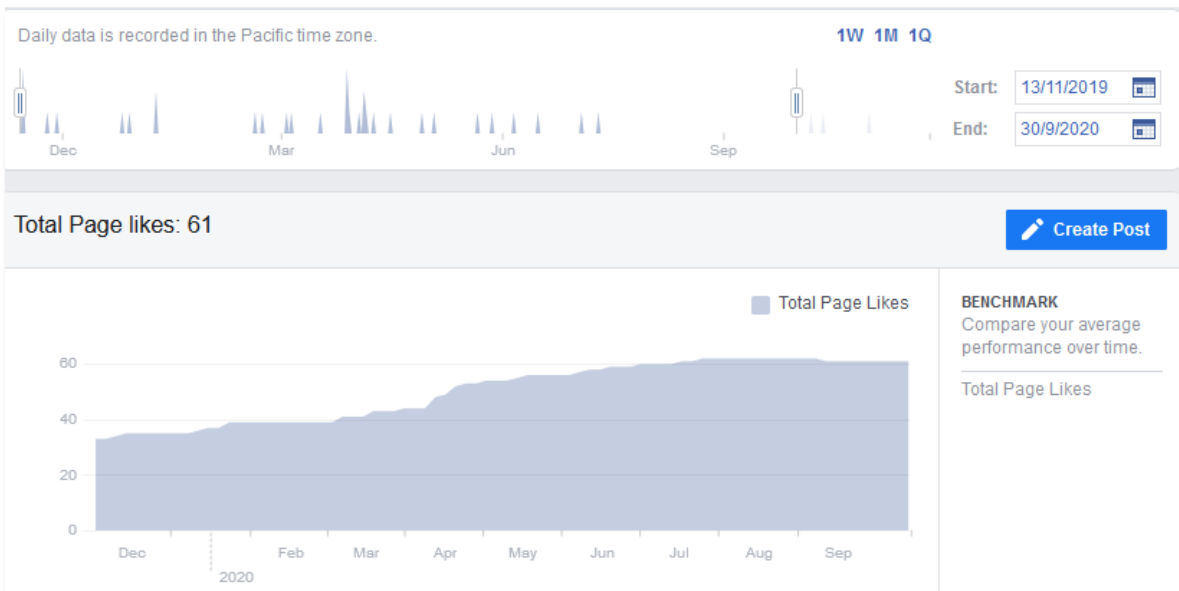 Daily data is recorded in the Pacific time zone.
1W 1M 1Q
Start: 13/11/2019
End: 30/9/2020
Dec Mar Jun Sep
Total Page likes: 61
Create Post
Total Page Likes
60
40
20
0
Dec Feb Mar Apr May Jun Jul Aug Sep
2020
BENCHMARK
Compare your average
performance over time.
Total Page Likes